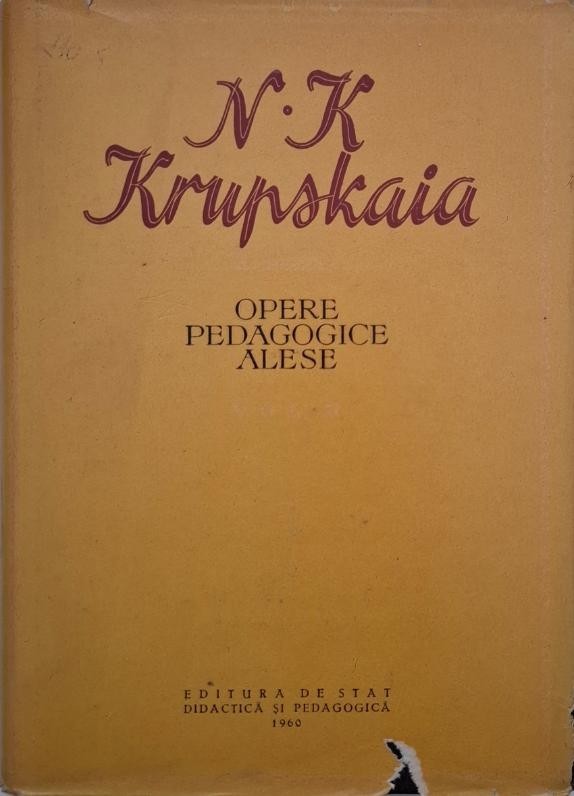 N·K
Krupskaia
OPERE
PEDAGOGICE
ALESE
EDITURA DE STAT
DIDACTICĂ ȘI PEDAGOGICĂ
1960